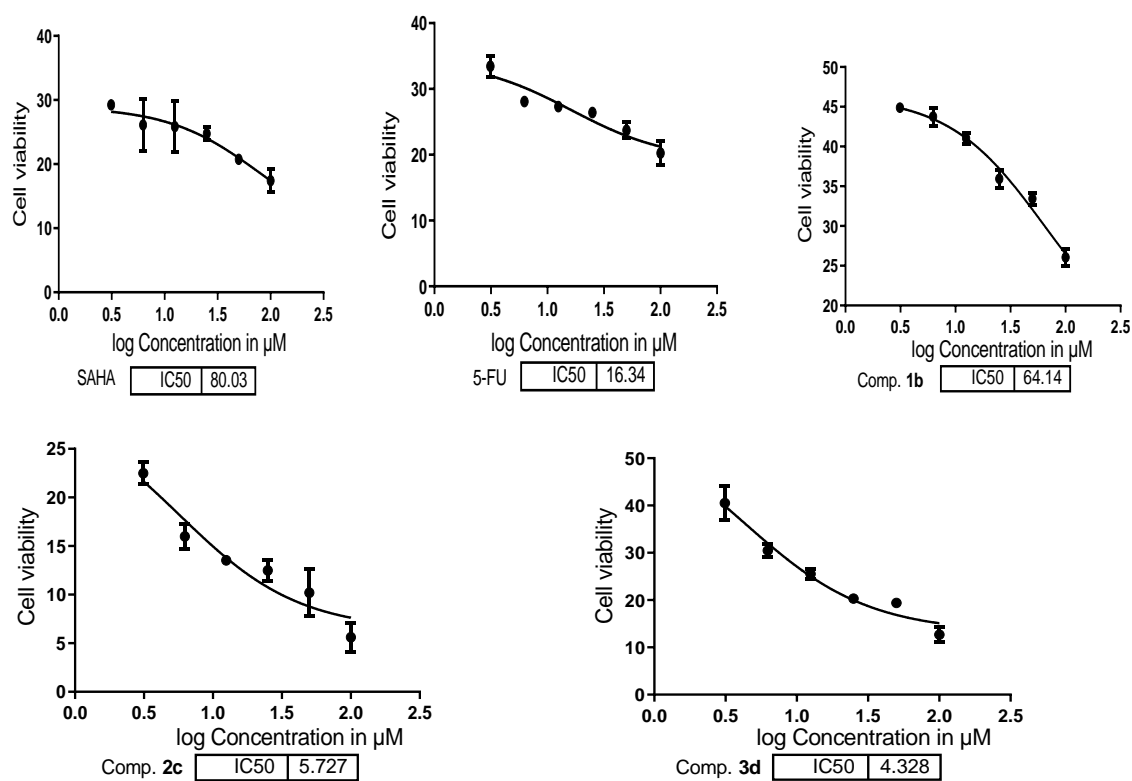 40
30
20
10
0
Cell viability
0.0 0.5 1.0 1.5 2.0 2.5
log Concentration in µM
SAHA IC50 80.03
40
30
20
10
0
Cell viability
0.0 0.5 1.0 1.5 2.0 2.5
log Concentration in µM
5-FU IC50 16.34
50
45
40
35
30
25
20
Cell viability
0.0 0.5 1.0 1.5 2.0 2.5
log Concentration in µM
Comp. 1b IC50 64.14
25
20
15
10
5
0
Cell viability
0.0 0.5 1.0 1.5 2.0 2.5
log Concentration in µM
Comp. 2c IC50 5.727
50
40
30
20
10
0
Cell viability
0.0 0.5 1.0 1.5 2.0 2.5
log Concentration in µM
Comp. 3d IC50 4.328